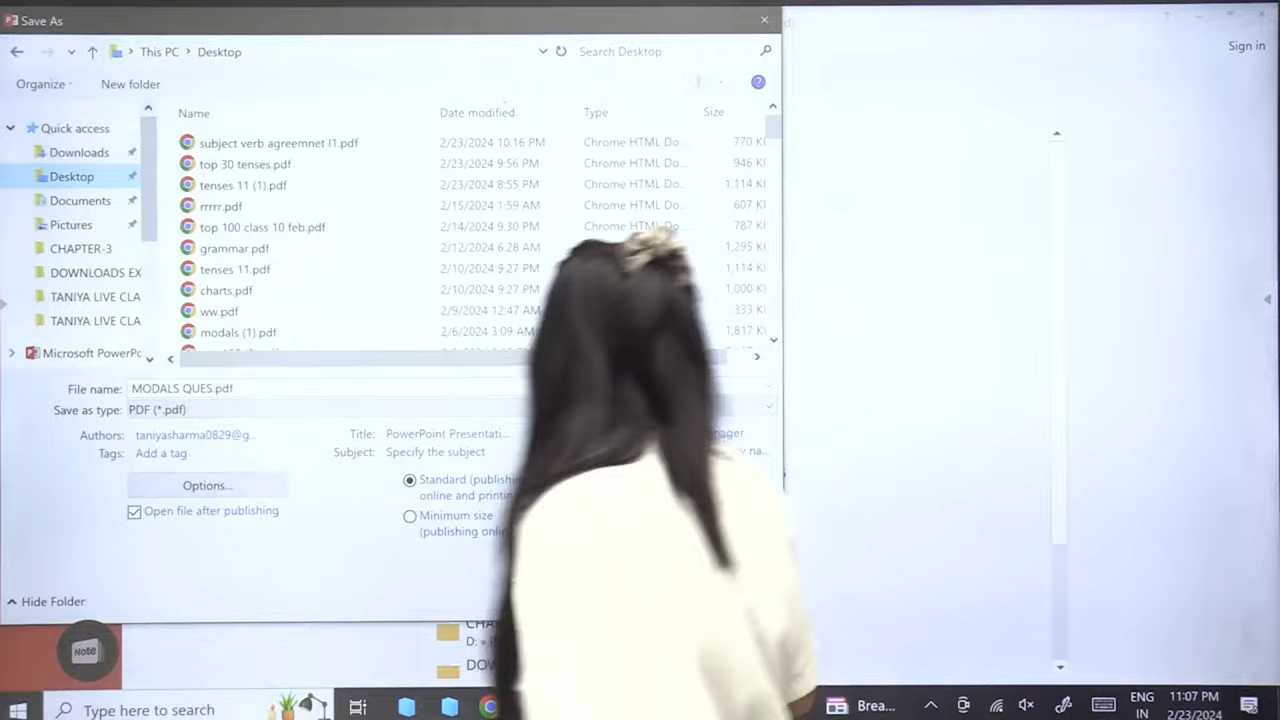 Save As
Sign in
This PC > Desktop
Search Desktop
Organize
New folder
Name
Date modified
Type
Size
Quick access
Downloads
Desktop
Documents
Pictures
CHAPTER-3
DOWNLOADS EX
TANIYA LIVE CLA
TANIYA LIVE CLA
Microsoft PowerPc
subject verb agreemnet l1.pdf 2/23/2024 10:16 PM Chrome HTML Do... 770 KI
top 30 tenses.pdf 2/23/2024 9:56 PM Chrome HTML Do... 946 KI
tenses 11 (1).pdf 2/23/2024 8:55 PM Chrome HTML Do... 1,114 KI
rrrrr.pdf 2/15/2024 1:59 AM Chrome HTML Do... 607 KI
top 100 class 10 feb.pdf 2/14/2024 9:30 PM Chrome HTML Do... 787 KI
grammar.pdf 2/12/2024 6:28 AM 1,295 KI
tenses 11.pdf 2/10/2024 9:27 PM 1,114 KI
charts.pdf 2/10/2024 9:27 PM 1,000 KI
ww.pdf 2/9/2024 12:47 AM 333 KI
modals (1).pdf 2/6/2024 3:09 AM 1,817 KI
File name: MODALS QUES.pdf
Save as type: PDF (*.pdf)
Authors: taniyasharma0829@g...
Title: PowerPoint Presentati...
Tags: Add a tag
Subject: Specify the subject
Options...
Open file after publishing
Standard (publishi
online and printin
Minimum size
(publishing onli
Hide Folder
Note
D:
Type here to search
Brea...
ENG
IN
11:07 PM
2/23/2024